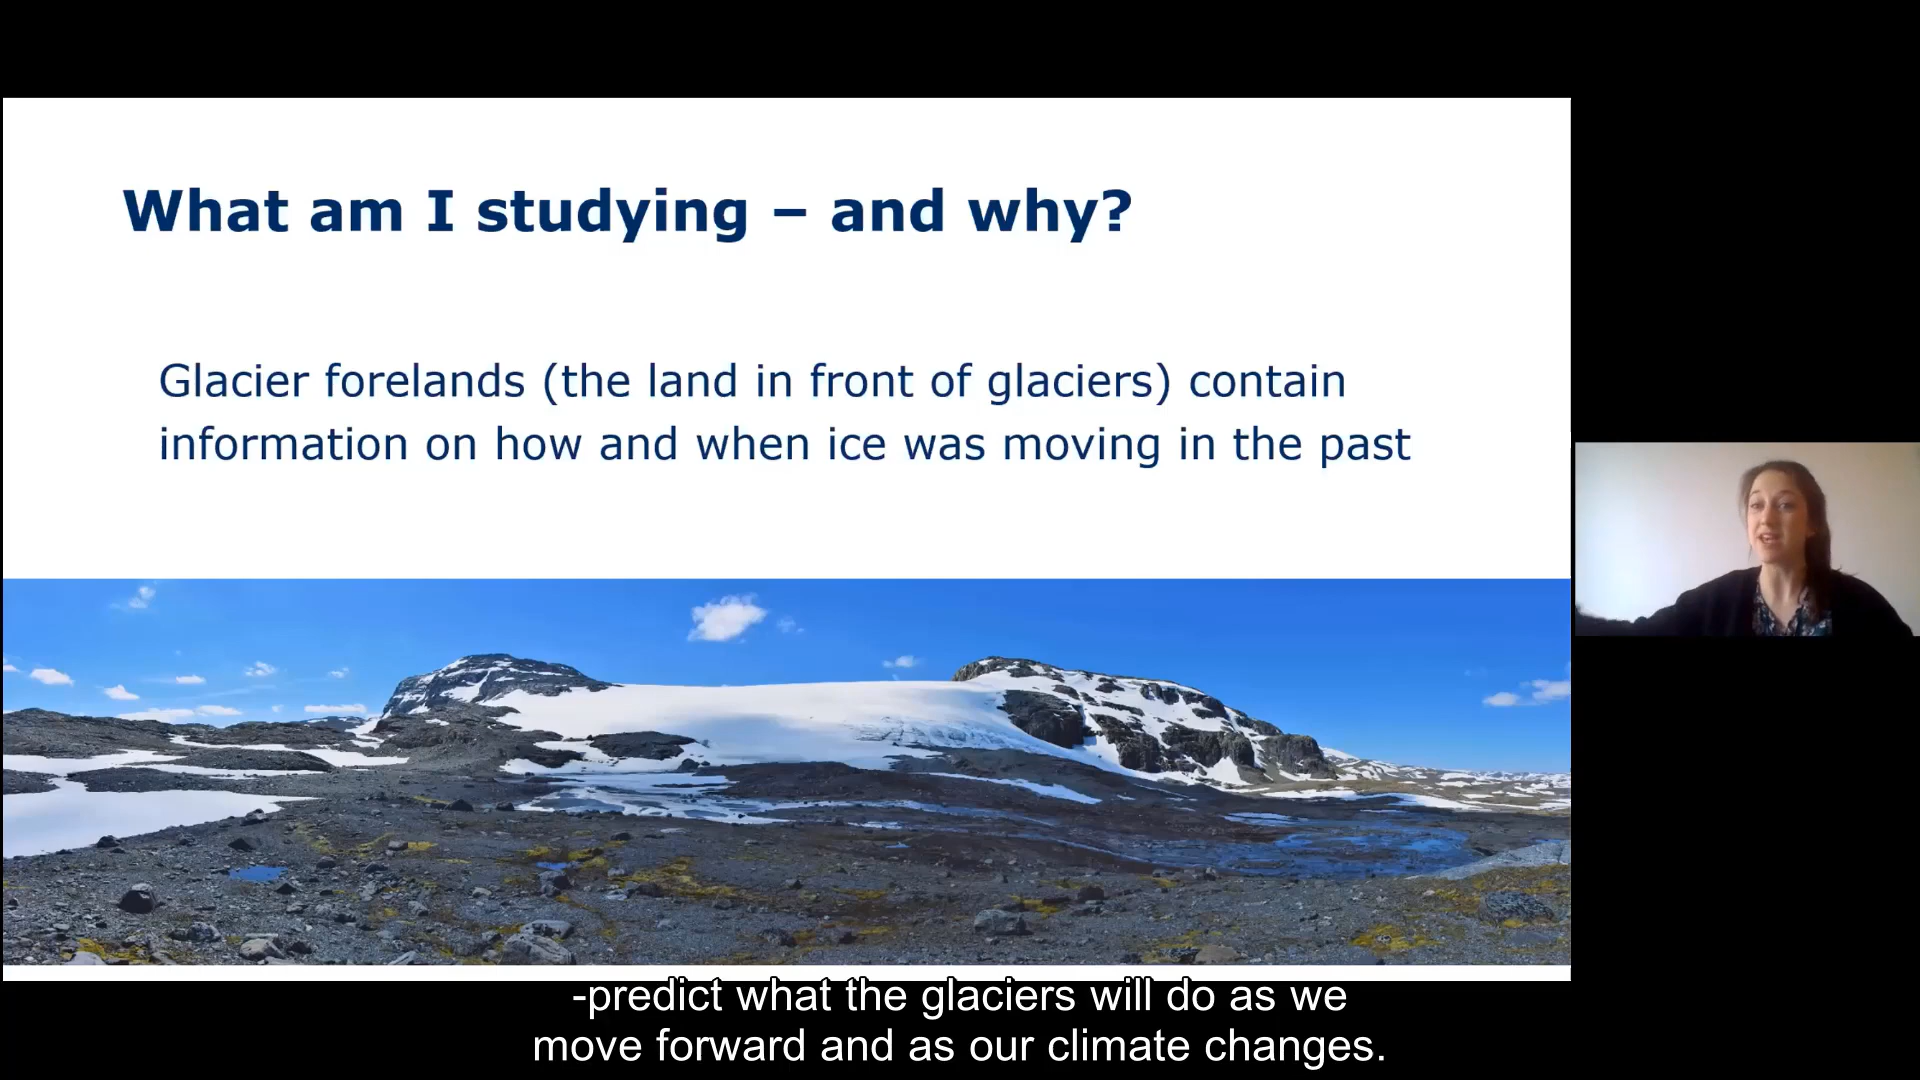 What am I studying – and why?
Glacier forelands (the land in front of glaciers) contain
information on how and when ice was moving in the past
-predict what the glaciers will do as we
move forward and as our climate changes.